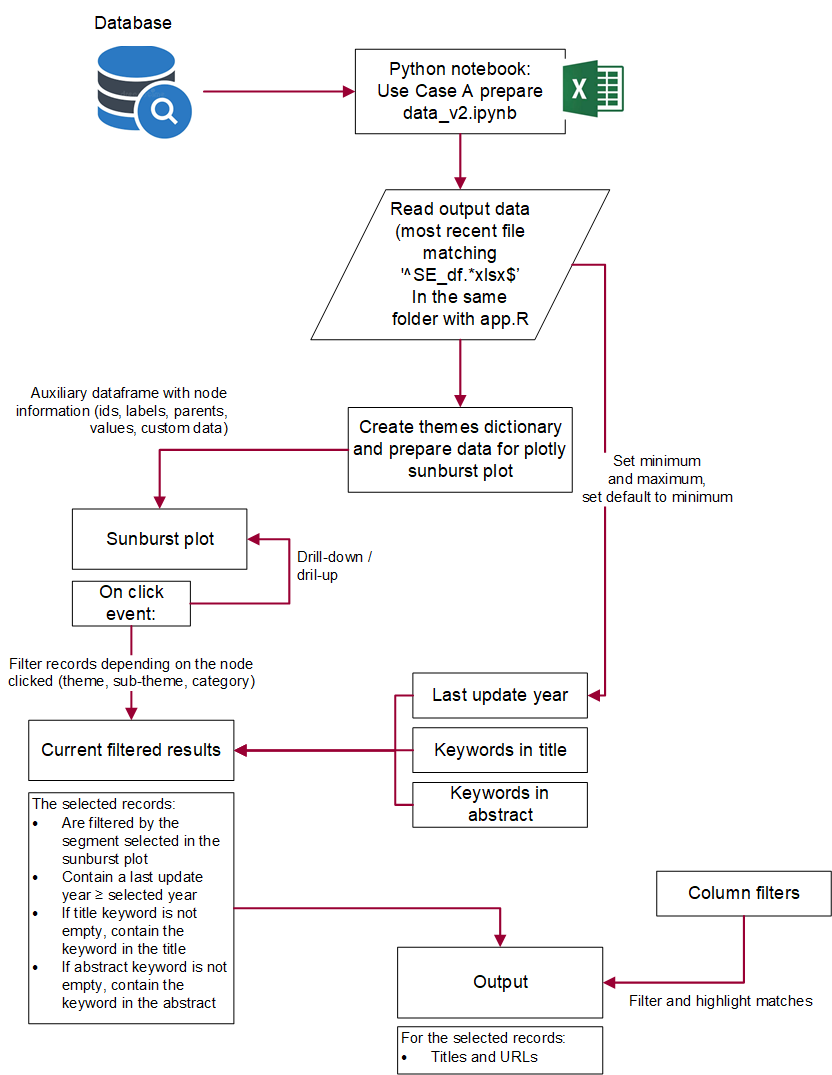 Database
Python notebook:
Use Case A prepare
data_v2.ipynb
X
Read output data
(most recent file
matching
'^SE_df.*xlsx$’
In the same
folder with app.R
Auxiliary dataframe with node
information (ids, labels, parents,
values, custom data)
Create themes dictionary
and prepare data for plotly
sunburst plot
Set minimum
and maximum,
set default to minimum
Sunburst plot
Drill-down /
dril-up
On click
event:
Filter records depending on the node
clicked (theme, sub-theme, category)
Last update year
Current filtered results
Keywords in title
Keywords in
abstract
The selected records:
• Are filtered by the
segment selected in the
sunburst plot
• Contain a last update
year ≥ selected year
• If title keyword is not
empty, contain the
keyword in the title
• If abstract keyword is not
empty, contain the
keyword in the abstract
Column filters
Output
Filter and highlight matches
For the selected records:
• Titles and URLs